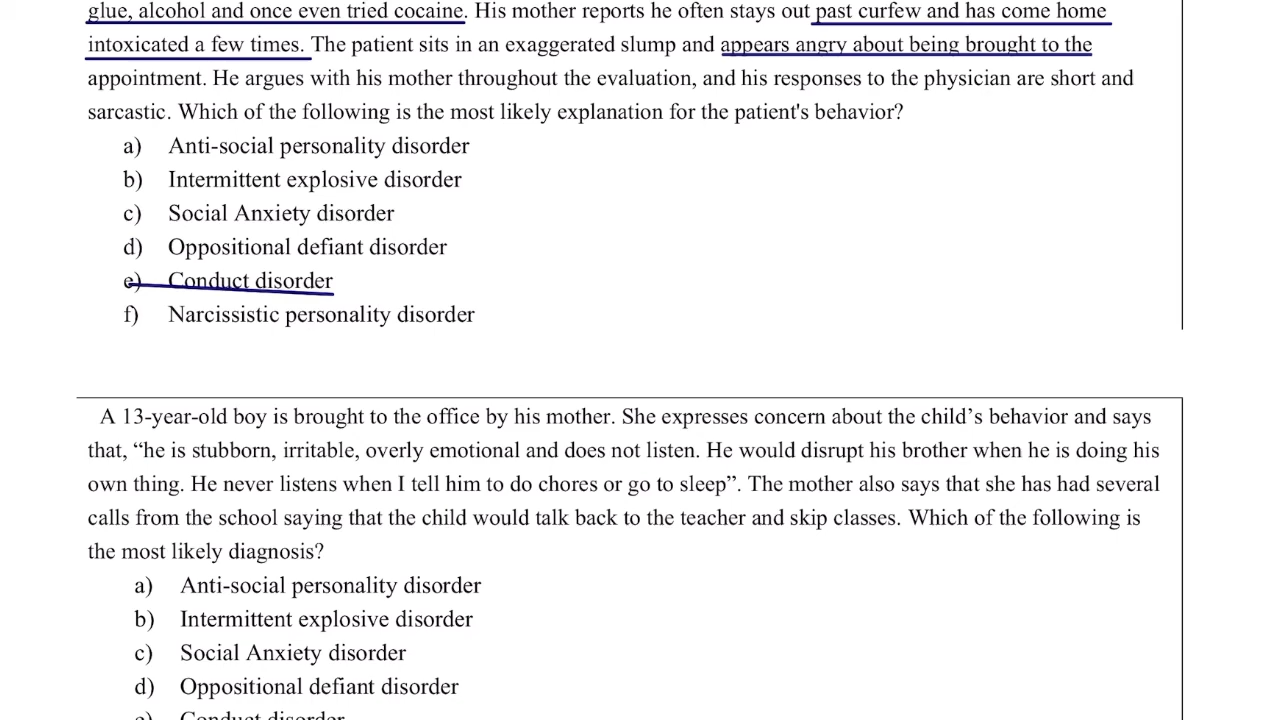 glue, alcohol and once even tried cocaine. His mother reports he often stays out past curfew and has come home
intoxicated a few times. The patient sits in an exaggerated slump and appears angry about being brought to the
appointment. He argues with his mother throughout the evaluation, and his responses to the physician are short and
sarcastic. Which of the following is the most likely explanation for the patient's behavior?
a) Anti-social personality disorder
b) Intermittent explosive disorder
c) Social Anxiety disorder
d) Oppositional defiant disorder
e) Conduct disorder
f) Narcissistic personality disorder
A 13-year-old boy is brought to the office by his mother. She expresses concern about the child’s behavior and says
that, “he is stubborn, irritable, overly emotional and does not listen. He would disrupt his brother when he is doing his
own thing. He never listens when I tell him to do chores or go to sleep”. The mother also says that she has had several
calls from the school saying that the child would talk back to the teacher and skip classes. Which of the following is
the most likely diagnosis?
a) Anti-social personality disorder
b) Intermittent explosive disorder
c) Social Anxiety disorder
d) Oppositional defiant disorder
e) Conduct disorder